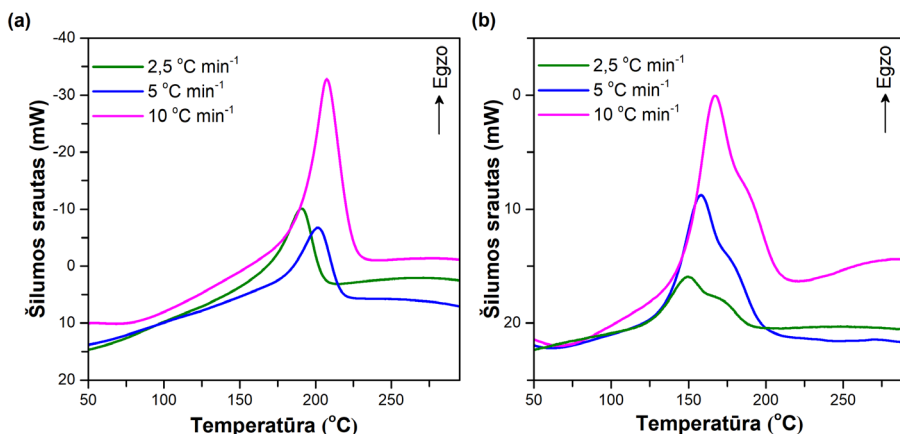 (a)
-40
-30
-20
-10
0
10
20
Šilumos srautas (mW)
2,5 °C min⁻¹
5 °C min⁻¹
10 °C min⁻¹
Egzo
50 100 150 200 250
Temperatūra (°C)
(b)
0
10
20
Šilumos srautas (mW)
2,5 °C min⁻¹
5 °C min⁻¹
10 °C min⁻¹
Egzo
50 100 150 200 250
Temperatūra (°C)